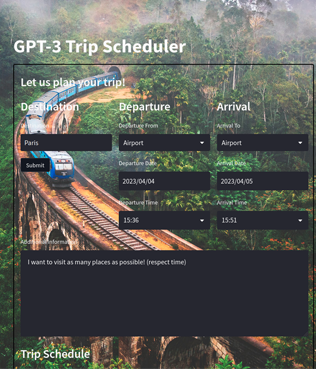 GPT-3 Trip Scheduler
Let us plan your trip!
Destination
Departure
Arrival
Departure From
Arrival To
Paris
Airport
Airport
Submit
Departure Date
Arrival Date
2023/04/04
2023/04/05
Departure Time
Arrival Time
15:36
15:51
Additional Information
I want to visit as many places as possible! (respect time)
Trip Schedule